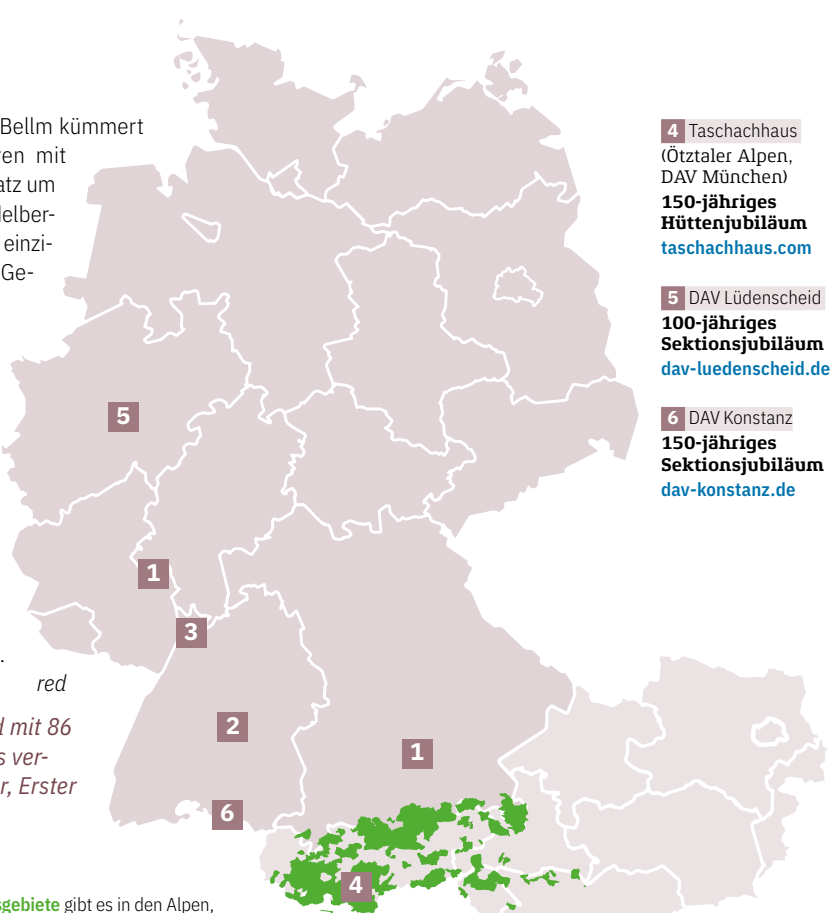 Bellm kümmert
en mit
atz um
delber-
einzi-
Ge-
.
red
d mit 86
s ver-
r, Erster
sgebiete gibt es in den Alpen,
5
1
3
2
1
6
4
4 Taschachhaus
(Ötztaler Alpen,
DAV München)
150-jähriges
Hüttenjubiläum
taschachhaus.com
5 DAV Lüdenscheid
100-jähriges
Sektionsjubiläum
dav-luedenscheid.de
6 DAV Konstanz
150-jähriges
Sektionsjubiläum
dav-konstanz.de